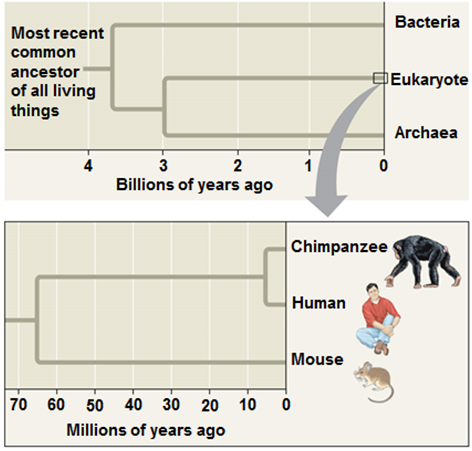 Most recent
common
ancestor
of all living
things
Bacteria
Eukaryote
Archaea
4 3 2 1 0
Billions of years ago
Chimpanzee
Human
Mouse
70 60 50 40 30 20 10 0
Millions of years ago